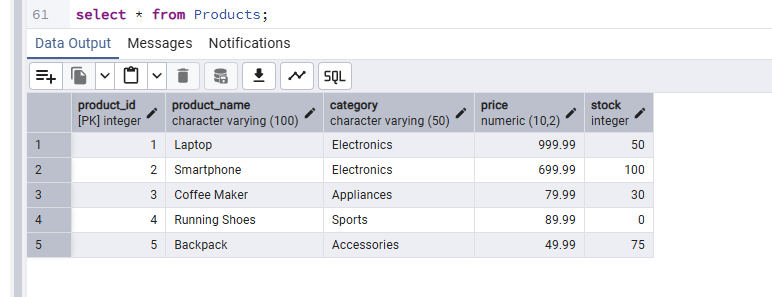 61 select * from Products;
Data Output Messages Notifications
SQL
product_id product_name category price stock
[PK] integer character varying (100) character varying (50) numeric (10,2) integer
1 1 Laptop Electronics 999.99 50
2 2 Smartphone Electronics 699.99 100
3 3 Coffee Maker Appliances 79.99 30
4 4 Running Shoes Sports 89.99 0
5 5 Backpack Accessories 49.99 75